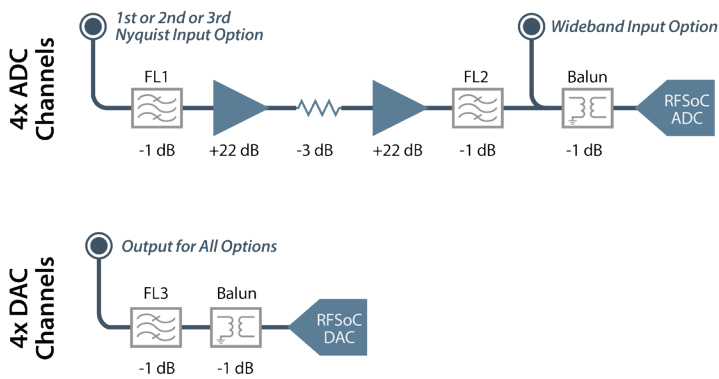 4x ADC
Channels
1st or 2nd or 3rd
Nyquist Input Option
Wideband Input Option
FL1
FL2
Balun
RFSoC
ADC
-1 dB
+22 dB
-3 dB
+22 dB
-1 dB
-1 dB
4x DAC
Channels
Output for All Options
FL3
Balun
RFSoC
DAC
-1 dB
-1 dB